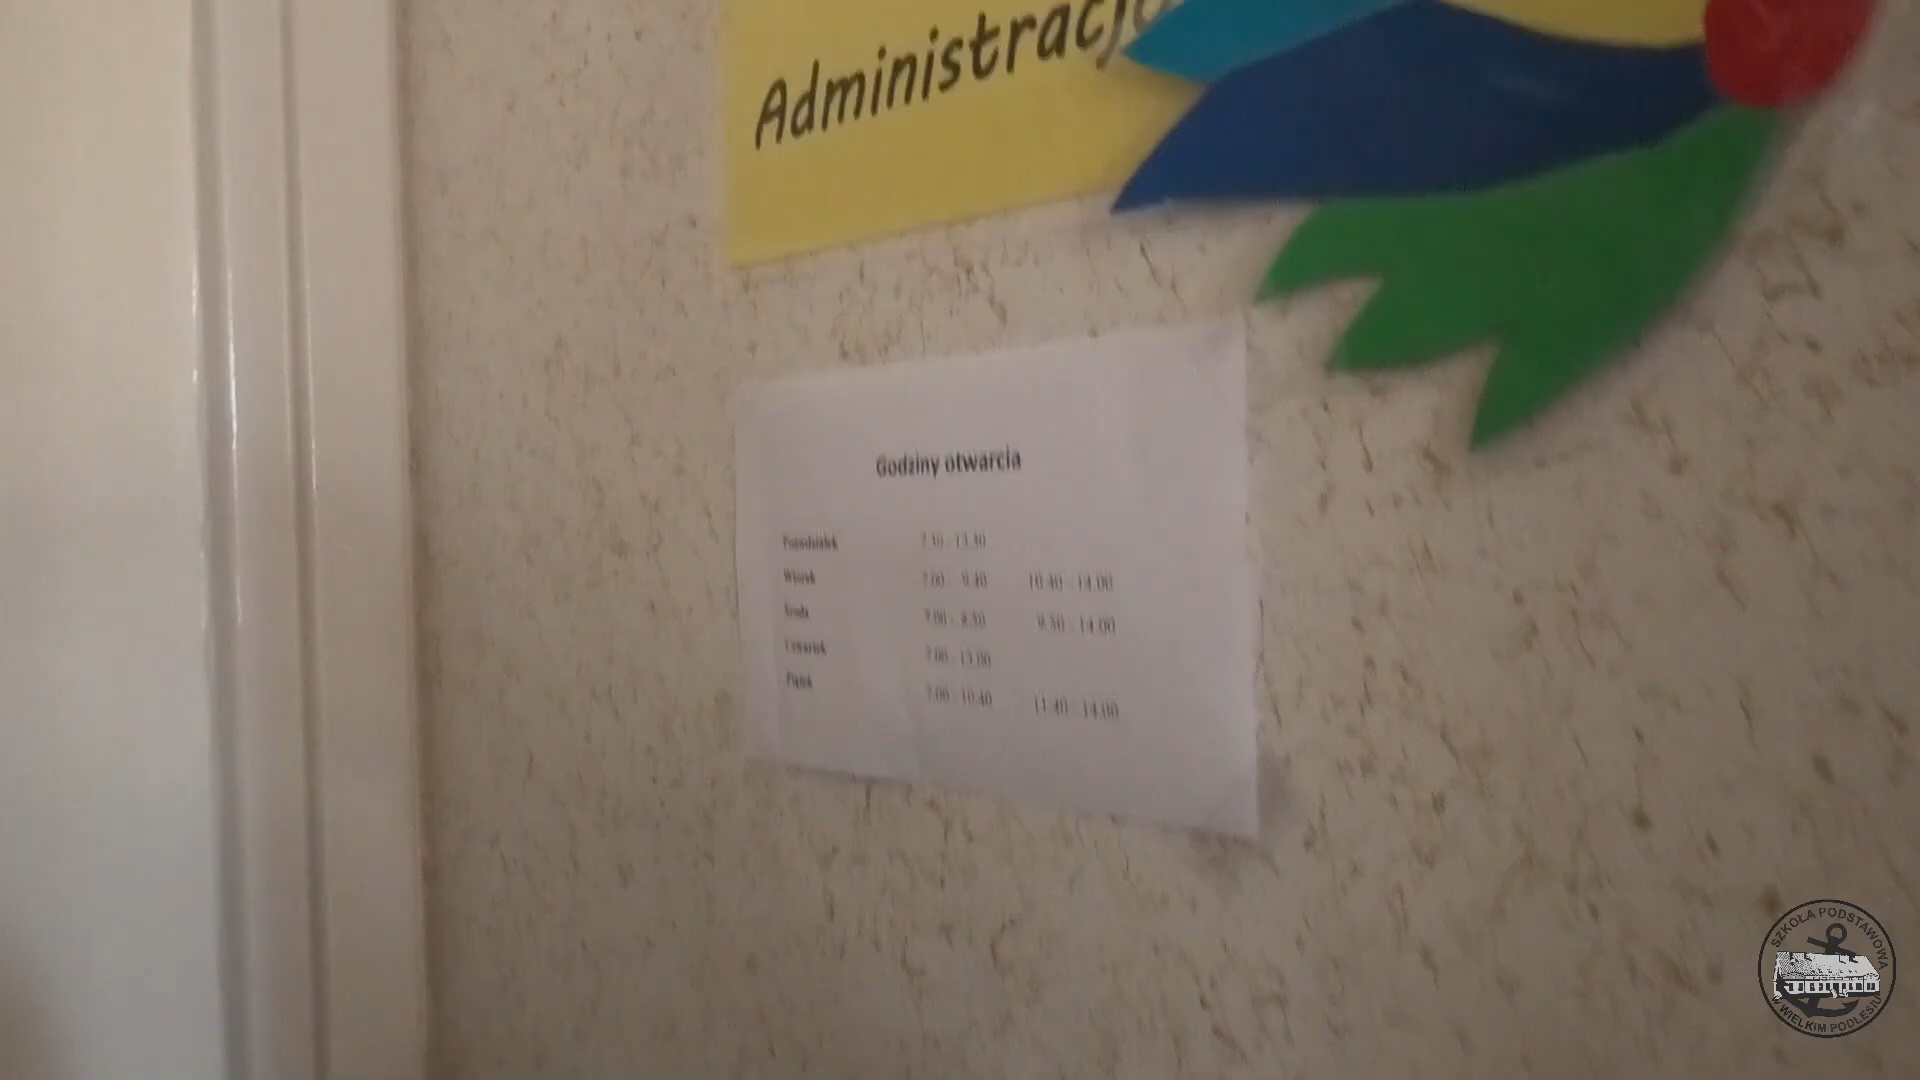 Administracja
Godziny otwarcia
Poniedziałek 7.30 - 13.30
Wtorek 7.00 - 9.40 10.40 - 14.00
Środa 7.00 - 8.50 9.50 - 14.00
Czwartek 7.00 - 13.00
Piątek 7.00 - 10.40 11.40 - 14.00
SZKOŁA PODSTAWOWA
W WIELKIM PODLESIU